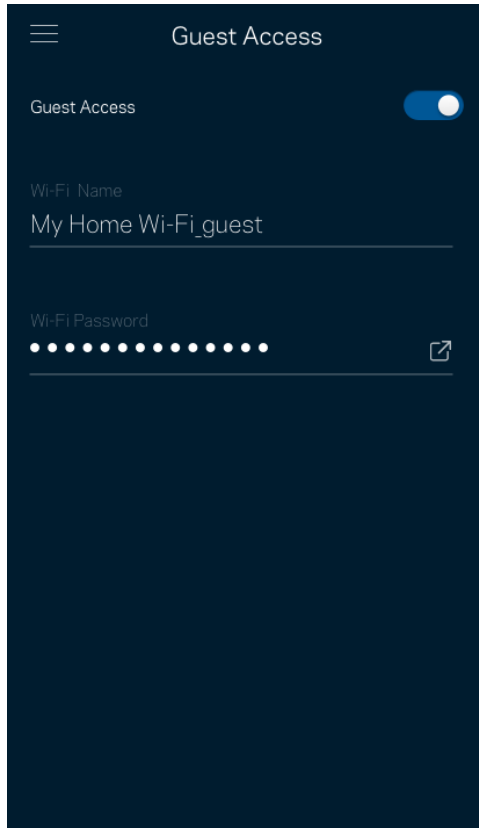 Guest Access
Guest Access
Wi-Fi Name
My Home Wi-Fi_guest
Wi-Fi Password
••••••••••••••